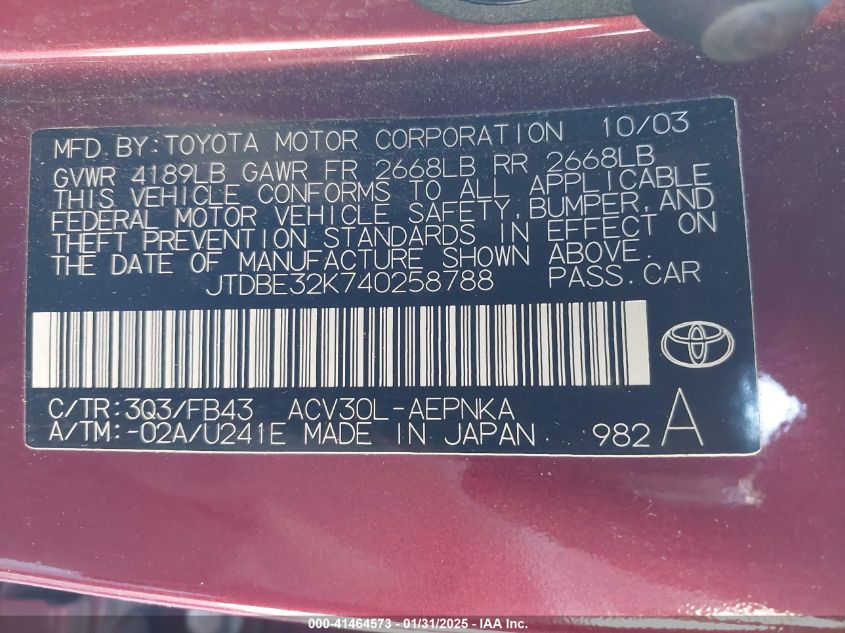 MFD BY:TOYOTA MOTOR CORPORATION 10/03
GVWR 4189LB GAWR FR 2668LB RR 2668LB
THIS VEHICLE CONFORMS TO ALL APPLICABLE
FEDERAL MOTOR VEHICLE SAFETY, BUMPER, AND
THEFT PREVENTION STANDARDS IN EFFECT ON
THE DATE OF MANUFACTURE SHOWN ABOVE.
JTDBE32K740258788 PASS.CAR
C/TR:3Q3/FB43 ACV30L-AEPNKA
A/TM:-02A/U241E MADE IN JAPAN 982 A
000-41464573 - 01/31/2025 - IAA Inc.